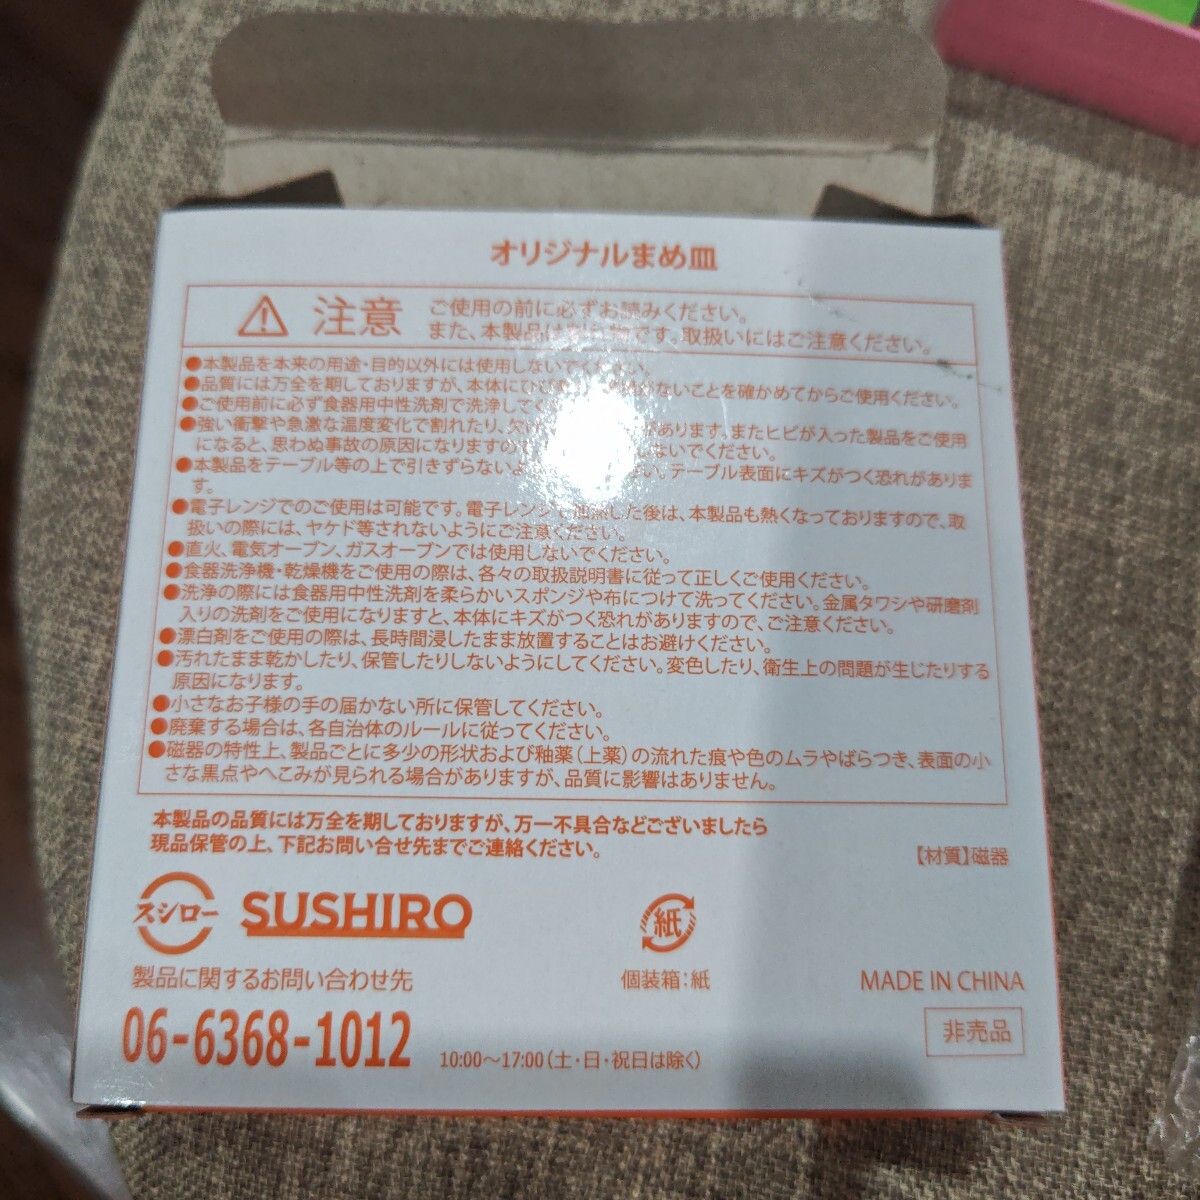 オリジナルまめ皿
注意
ご使用の前に必ずお読みください。
また、本製品は割れ物です。取扱いにはご注意ください。
●本製品を本来の用途・目的以外には使用しないでください。
●品質には万全を期しておりますが、本体にひび ないことを確かめてからご使用ください。
●ご使用前に必ず食器用中性洗剤で洗浄して
●強い衝撃や急激な温度変化で割れたり、欠け があります。またヒビが入った製品をご使用
になると、思わぬ事故の原因になりますの ないでください。
●本製品をテーブル等の上で引きずらないよ い。テーブル表面にキズがつく恐れがありま
す。
●電子レンジでのご使用は可能です。電子レンジで加熱した後は、本製品も熱くなっておりますので、取
扱いの際には、ヤケド等されないようにご注意ください。
●直火、電気オーブン、ガスオーブンでは使用しないでください。
●食器洗浄機・乾燥機をご使用の際は、各々の取扱説明書に従って正しくご使用ください。
●洗浄の際には食器用中性洗剤を柔らかいスポンジや布につけて洗ってください。金属タワシや研磨剤
入りの洗剤をご使用になりますと、本体にキズがつく恐れがありますので、ご注意ください。
●漂白剤をご使用の際は、長時間浸したまま放置することはお避けください。
●汚れたまま乾かしたり、保管したりしないようにしてください。変色したり、衛生上の問題が生じたりする
原因になります。
●小さなお子様の手の届かない所に保管してください。
●廃棄する場合は、各自治体のルールに従ってください。
●磁器の特性上、製品ごとに多少の形状および釉薬（上薬）の流れた痕や色のムラやばらつき、表面の小
さな黒点やへこみが見られる場合がありますが、品質に影響はありません。
本製品の品質には万全を期しておりますが、万一不具合などございましたら
現品保管の上、下記お問い合せ先までご連絡ください。
【材質】磁器
スシロー SUSHIRO
紙
製品に関するお問い合わせ先
個装箱：紙
MADE IN CHINA
06-6368-1012 10:00〜17:00（土・日・祝日は除く）
非売品